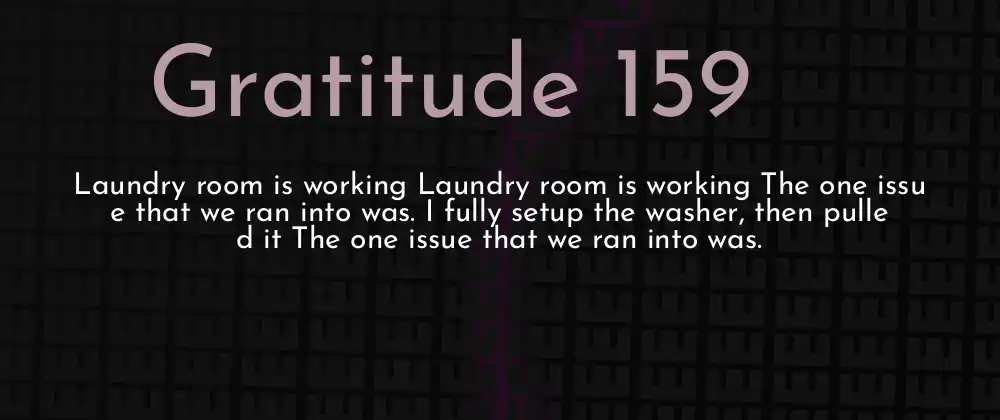 Gratitude 159
Laundry room is working Laundry room is working The one issu
e that we ran into was. I fully setup the washer, then pulle
d it The one issue that we ran into was.